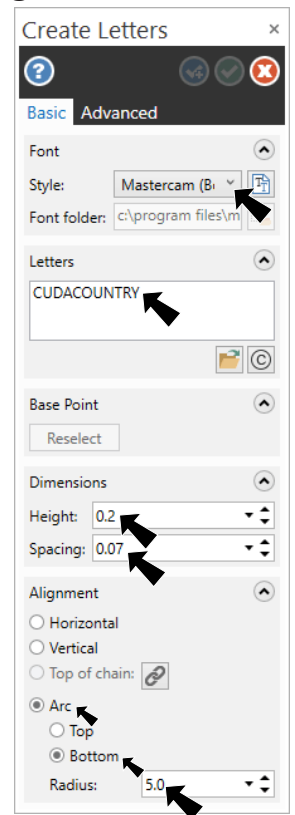 Create Letters ×
?
Basic Advanced
Font
Style: Mastercam (B
Font folder: c:\program files\m
Letters
CUDACOUNTRY
©
Base Point
Reselect
Dimensions
Height: 0.2
Spacing: 0.07
Alignment
Horizontal
Vertical
Top of chain:
Arc
Top
Bottom
Radius: 5.0